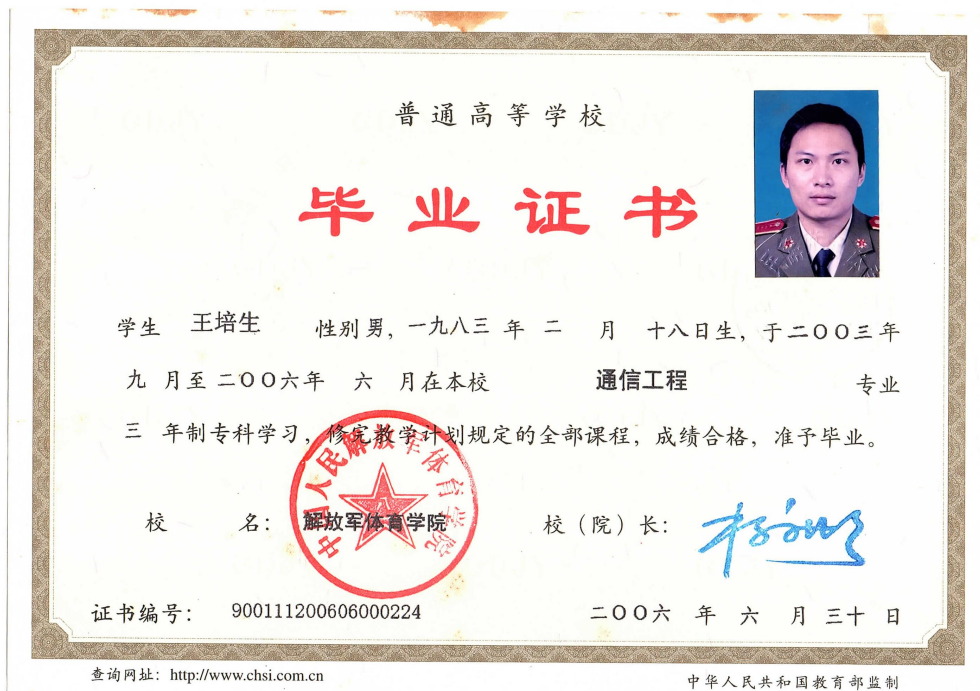 普通高等学校
毕业证书
学生 王培生 性别 男，一九八三 年 二 月 十八日生，于二〇〇三年
九 月至 二〇〇六年 六 月在本校 通信工程 专业
三 年制专科学习，修完教学计划规定的全部课程，成绩合格，准予毕业。
中国人民解放军体育学院
校 名： 解放军体育学院 校（院）长：
证书编号： 900111200606000224 二〇〇六 年 六 月 三十 日
查询网址：http://www.chsi.com.cn 中华人民共和国教育部监制